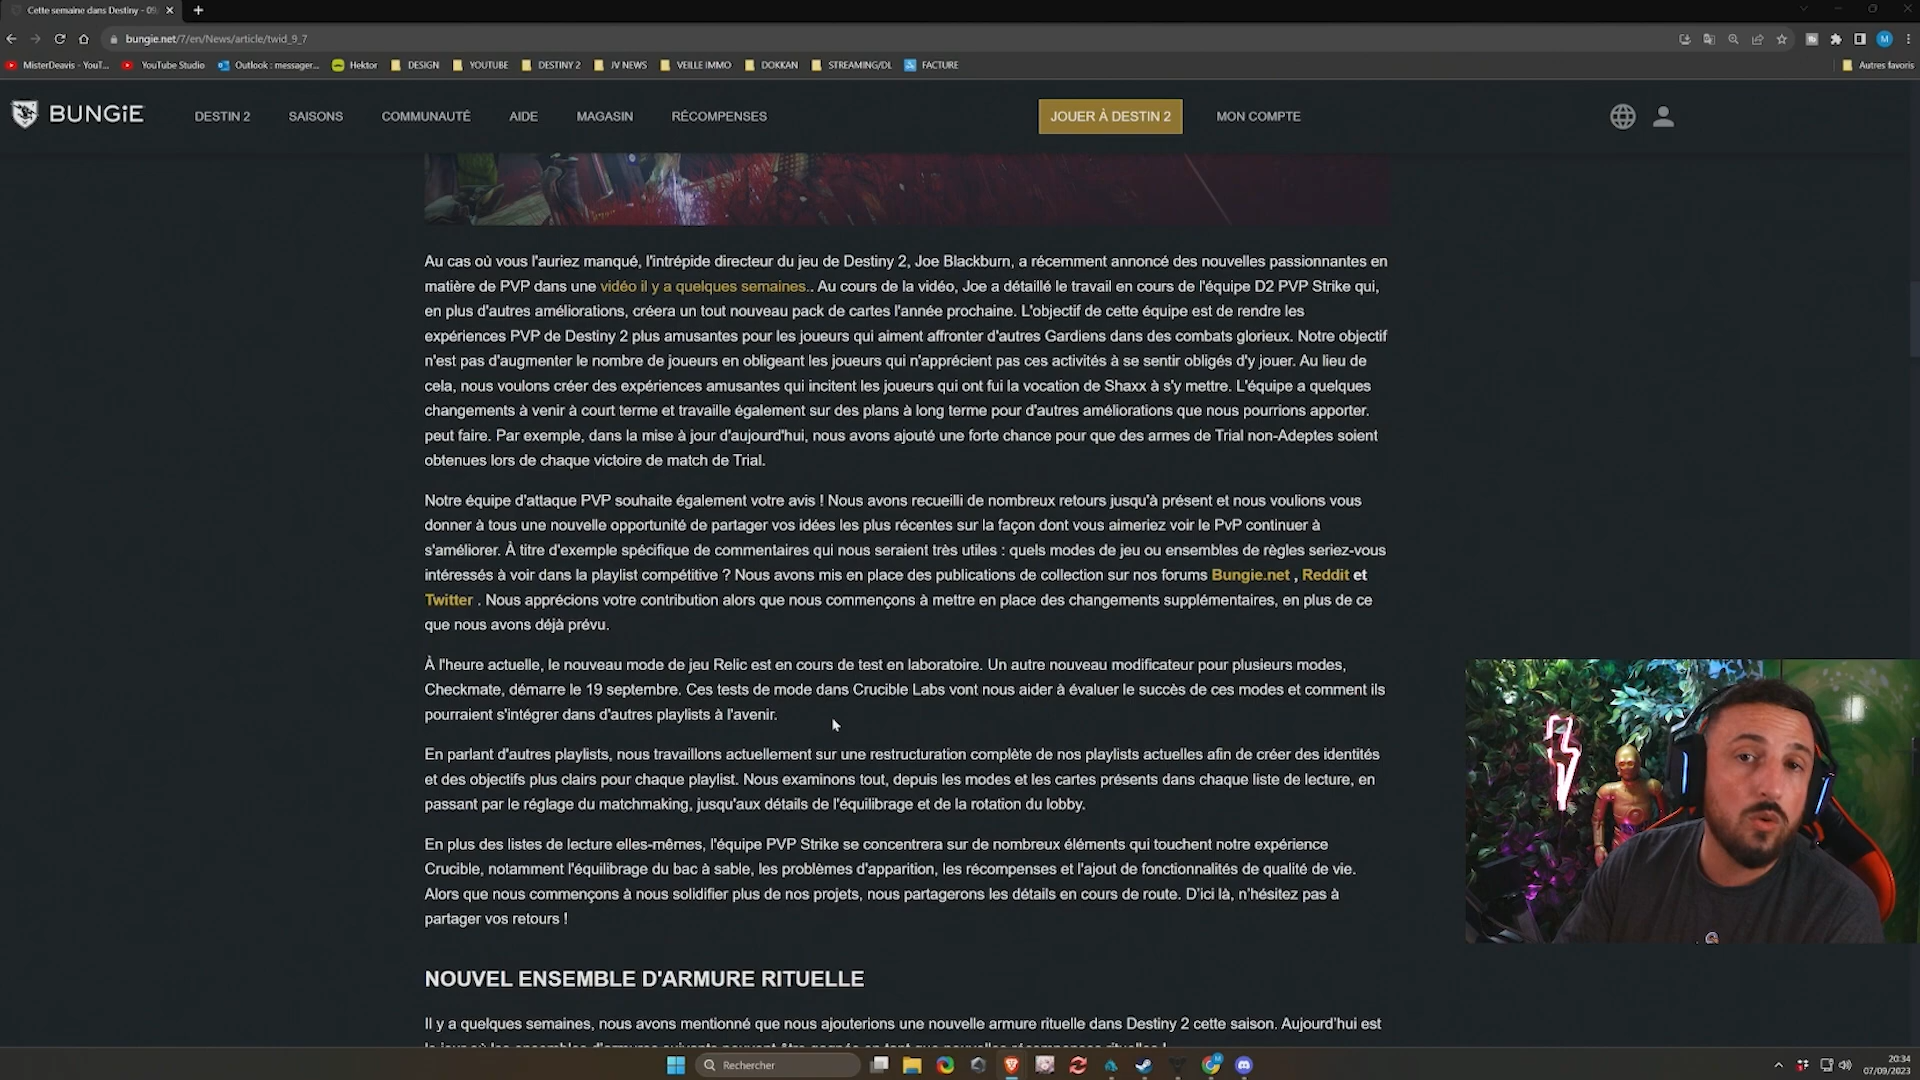 Cette semaine dans Destiny - 09.
bungie.net/7/en/News/article/twid_9_7
MisterDeavis - YouT...
YouTube Studio
Outlook : messager...
Hektor
DESIGN
YOUTUBE
DESTINY 2
JV NEWS
VEILLE IMMO
DOKKAN
STREAMING/DL
FACTURE
Autres favoris
BUNGiE
DESTIN 2
SAISONS
COMMUNAUTÉ
AIDE
MAGASIN
RÉCOMPENSES
JOUER À DESTIN 2
MON COMPTE
Au cas où vous l'auriez manqué, l'intrépide directeur du jeu de Destiny 2, Joe Blackburn, a récemment annoncé des nouvelles passionnantes en
matière de PVP dans une vidéo il y a quelques semaines.. Au cours de la vidéo, Joe a détaillé le travail en cours de l'équipe D2 PVP Strike qui,
en plus d'autres améliorations, créera un tout nouveau pack de cartes l'année prochaine. L'objectif de cette équipe est de rendre les
expériences PVP de Destiny 2 plus amusantes pour les joueurs qui aiment affronter d'autres Gardiens dans des combats glorieux. Notre objectif
n'est pas d'augmenter le nombre de joueurs en obligeant les joueurs qui n'apprécient pas ces activités à se sentir obligés d'y jouer. Au lieu de
cela, nous voulons créer des expériences amusantes qui incitent les joueurs qui ont fui la vocation de Shaxx à s'y mettre. L'équipe a quelques
changements à venir à court terme et travaille également sur des plans à long terme pour d'autres améliorations que nous pourrions apporter.
peut faire. Par exemple, dans la mise à jour d'aujourd'hui, nous avons ajouté une forte chance pour que des armes de Trial non-Adeptes soient
obtenues lors de chaque victoire de match de Trial.
Notre équipe d'attaque PVP souhaite également votre avis ! Nous avons recueilli de nombreux retours jusqu'à présent et nous voulions vous
donner à tous une nouvelle opportunité de partager vos idées les plus récentes sur la façon dont vous aimeriez voir le PvP continuer à
s'améliorer. À titre d'exemple spécifique de commentaires qui nous seraient très utiles : quels modes de jeu ou ensembles de règles seriez-vous
intéressés à voir dans la playlist compétitive ? Nous avons mis en place des publications de collection sur nos forums Bungie.net , Reddit et
Twitter . Nous apprécions votre contribution alors que nous commençons à mettre en place des changements supplémentaires, en plus de ce
que nous avons déjà prévu.
À l'heure actuelle, le nouveau mode de jeu Relic est en cours de test en laboratoire. Un autre nouveau modificateur pour plusieurs modes,
Checkmate, démarre le 19 septembre. Ces tests de mode dans Crucible Labs vont nous aider à évaluer le succès de ces modes et comment ils
pourraient s'intégrer dans d'autres playlists à l'avenir.
En parlant d'autres playlists, nous travaillons actuellement sur une restructuration complète de nos playlists actuelles afin de créer des identités
et des objectifs plus clairs pour chaque playlist. Nous examinons tout, depuis les modes et les cartes présents dans chaque liste de lecture, en
passant par le réglage du matchmaking, jusqu'aux détails de l'équilibrage et de la rotation du lobby.
En plus des listes de lecture elles-mêmes, l'équipe PVP Strike se concentrera sur de nombreux éléments qui touchent notre expérience
Crucible, notamment l'équilibrage du bac à sable, les problèmes d'apparition, les récompenses et l'ajout de fonctionnalités de qualité de vie.
Alors que nous commençons à nous solidifier plus de nos projets, nous partagerons les détails en cours de route. D'ici là, n'hésitez pas à
partager vos retours !
NOUVEL ENSEMBLE D'ARMURE RITUELLE
Il y a quelques semaines, nous avons mentionné que nous ajouterions une nouvelle armure rituelle dans Destiny 2 cette saison. Aujourd'hui est
Rechercher
20:34
07/09/2023